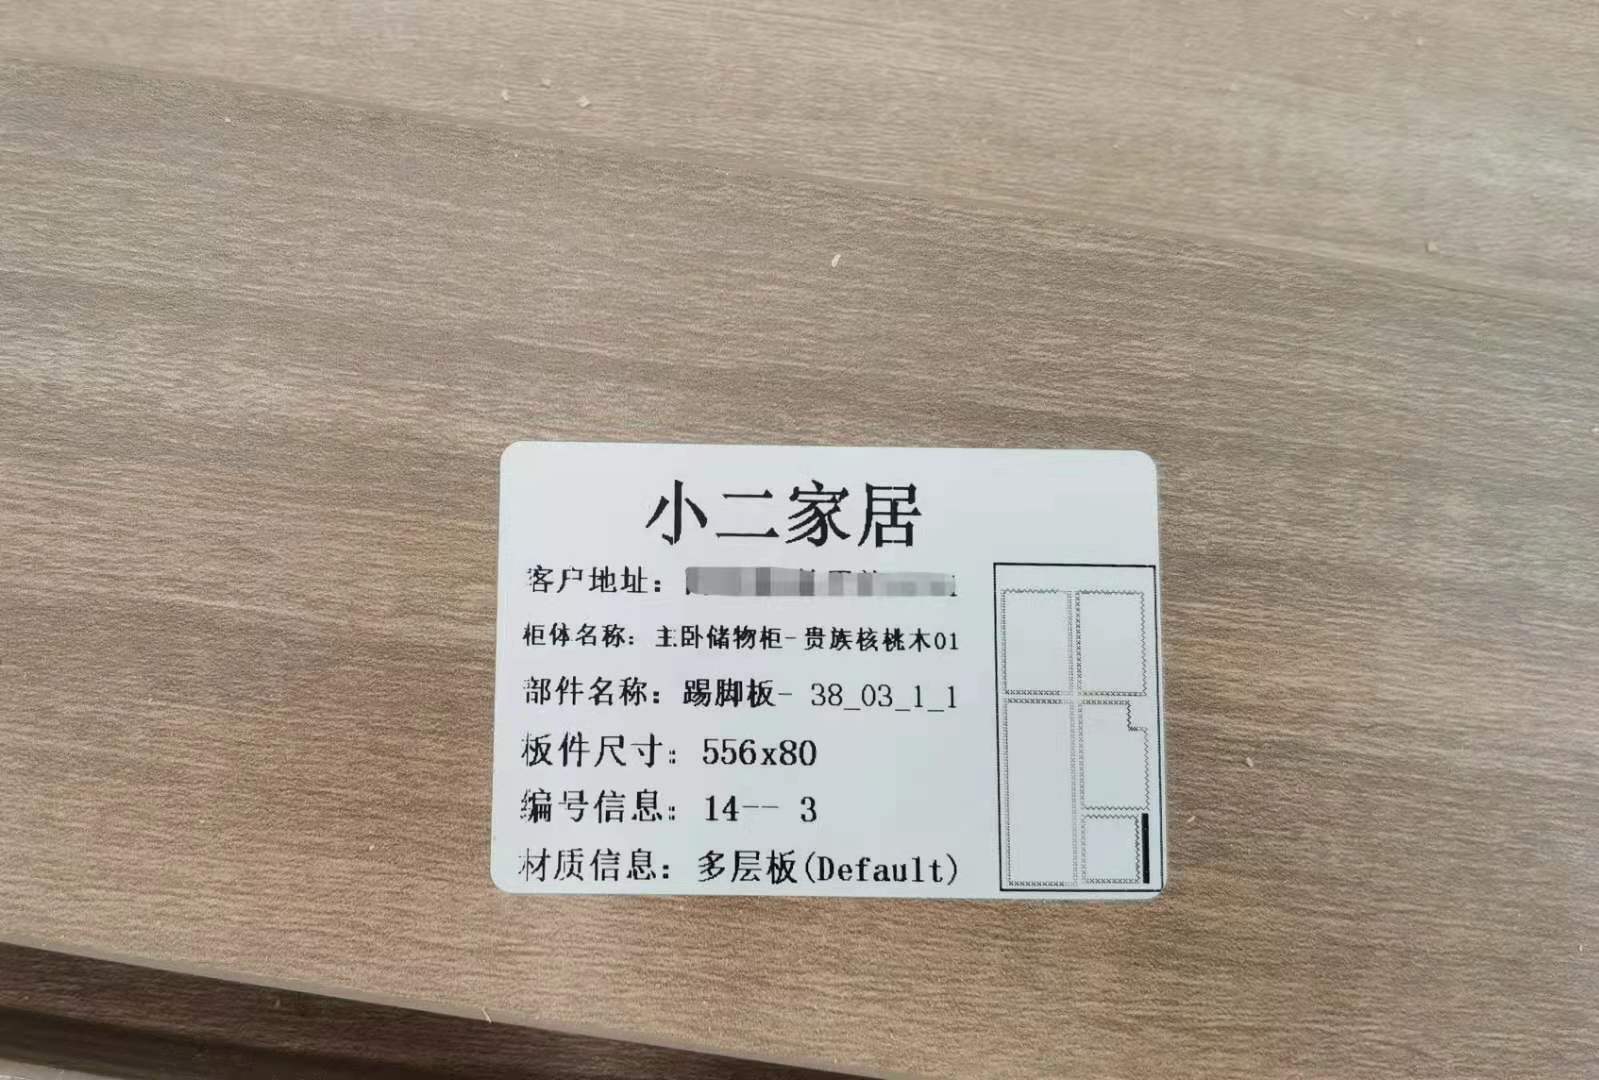 小二家居
客户地址：
柜体名称：主卧储物柜-贵族核桃木01
部件名称：踢脚板- 38_03_1_1
板件尺寸：556x80
编号信息：14-- 3
材质信息：多层板(Default)